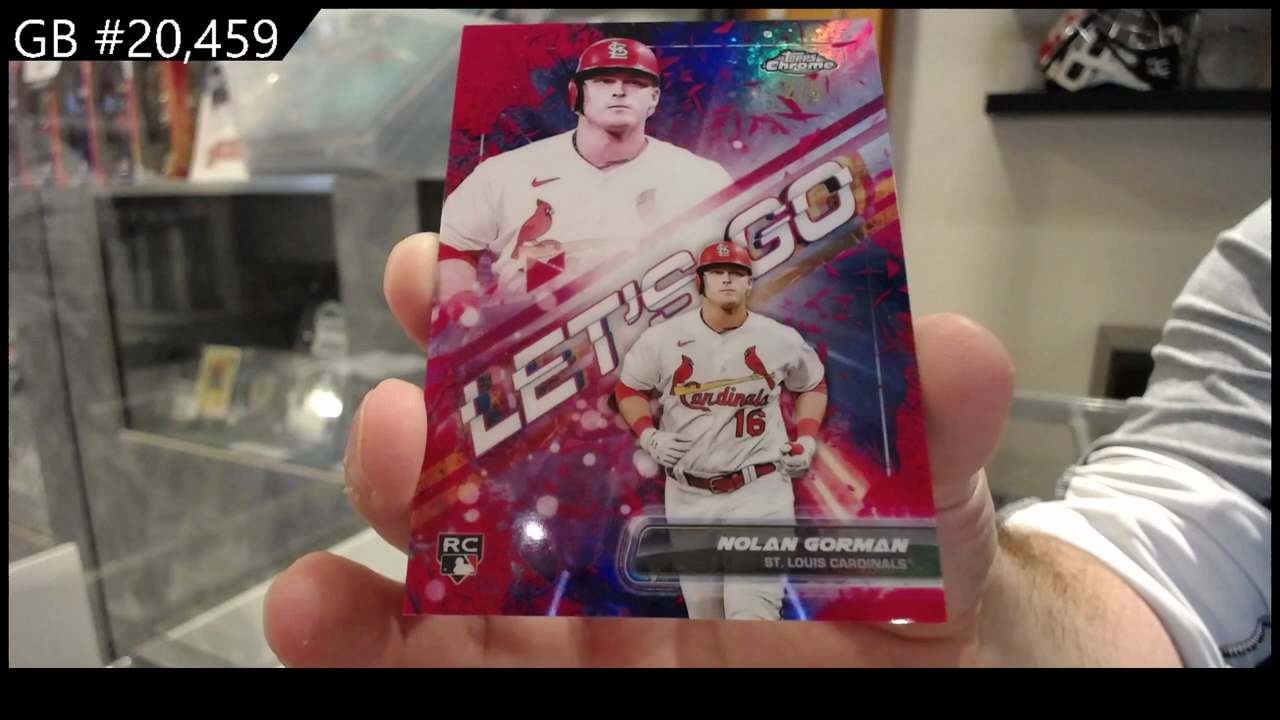 GB #20,459
Topps
Chrome
LET'S GO
Cardinals
16
NOLAN GORMAN
ST. LOUIS CARDINALS
RC